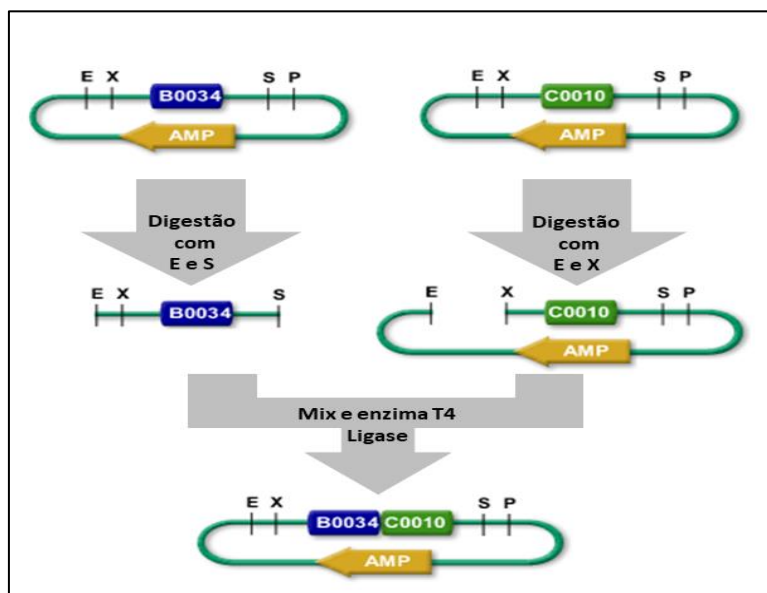 E X S P
B0034
AMP
E X S P
C0010
AMP
Digestão
com
E e S
Digestão
com
E e X
E X S
B0034
E X S P
C0010
AMP
Mix e enzima T4
Ligase
E X S P
B0034 C0010
AMP